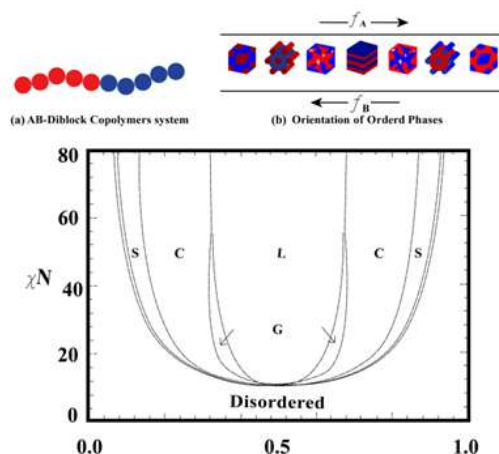 f_A
f_B
(a) AB-Diblock Copolymers system
(b) Orientation of Orderd Phases
80
60
χN
40
20
0
S C L C S
G
Disordered
0.0 0.5 1.0